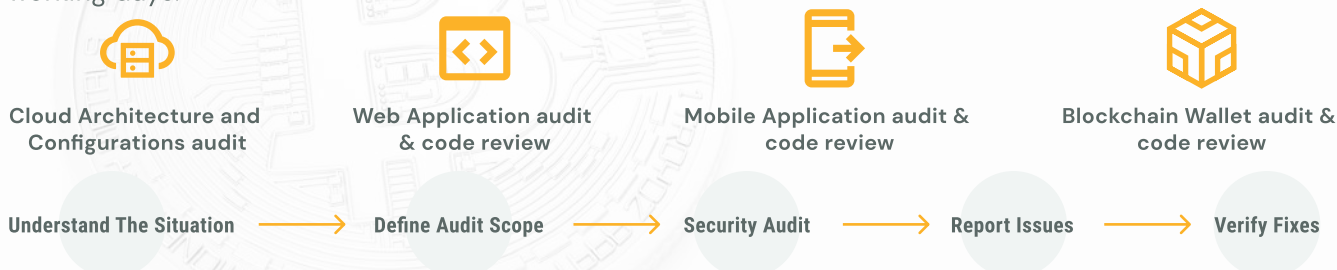 Cloud Architecture and
Configurations audit
Web Application audit
& code review
Mobile Application audit &
code review
Blockchain Wallet audit &
code review
Understand The Situation
Define Audit Scope
Security Audit
Report Issues
Verify Fixes